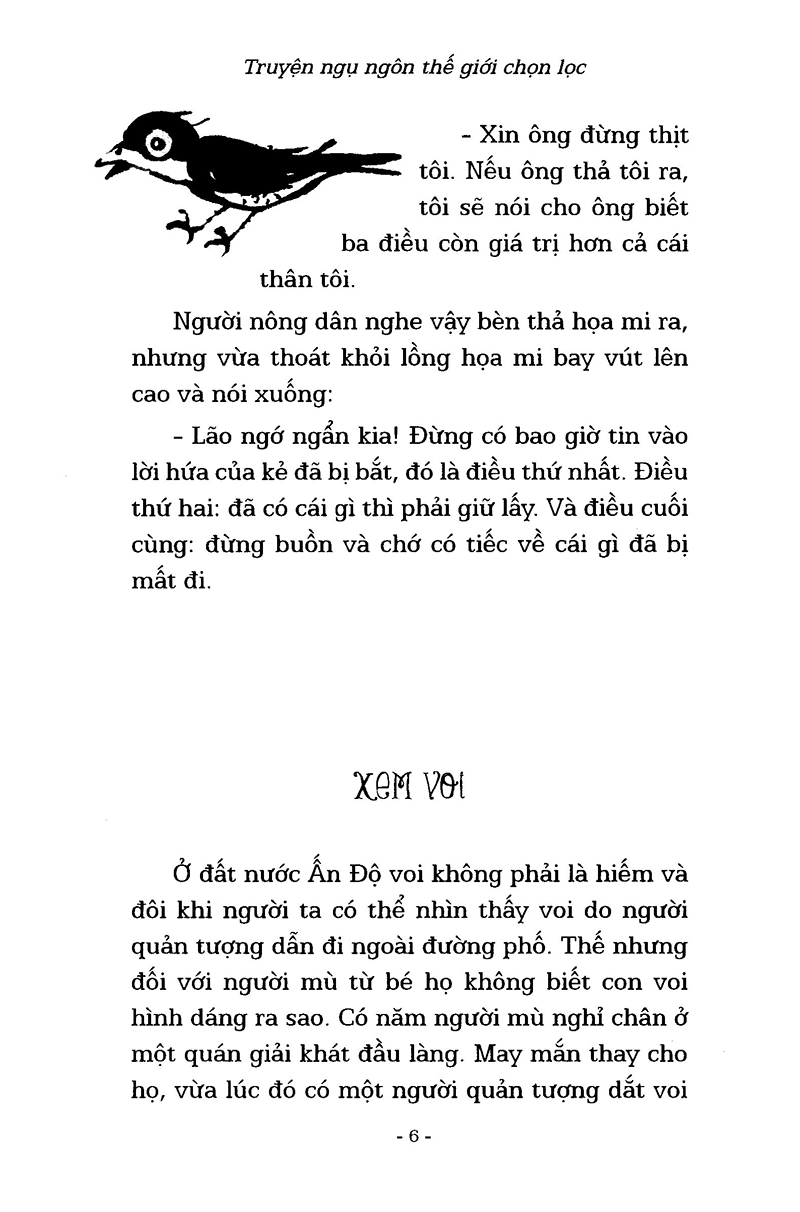 Truyện ngụ ngôn thế giới chọn lọc
– Xin ông đừng thịt
tôi. Nếu ông thả tôi ra,
tôi sẽ nói cho ông biết
ba điều còn giá trị hơn cả cái
thân tôi.
Người nông dân nghe vậy bèn thả họa mi ra,
nhưng vừa thoát khỏi lồng họa mi bay vút lên
cao và nói xuống:
– Lão ngớ ngẩn kia! Đừng có bao giờ tin vào
lời hứa của kẻ đã bị bắt, đó là điều thứ nhất. Điều
thứ hai: đã có cái gì thì phải giữ lấy. Và điều cuối
cùng: đừng buồn và chớ có tiếc về cái gì đã bị
mất đi.
XEM VOI
Ở đất nước Ấn Độ voi không phải là hiếm và
đôi khi người ta có thể nhìn thấy voi do người
quản tượng dẫn đi ngoài đường phố. Thế nhưng
đối với người mù từ bé họ không biết con voi
hình dáng ra sao. Có năm người mù nghỉ chân ở
một quán giải khát đầu làng. May mắn thay cho
họ, vừa lúc đó có một người quản tượng dắt voi
- 6 -